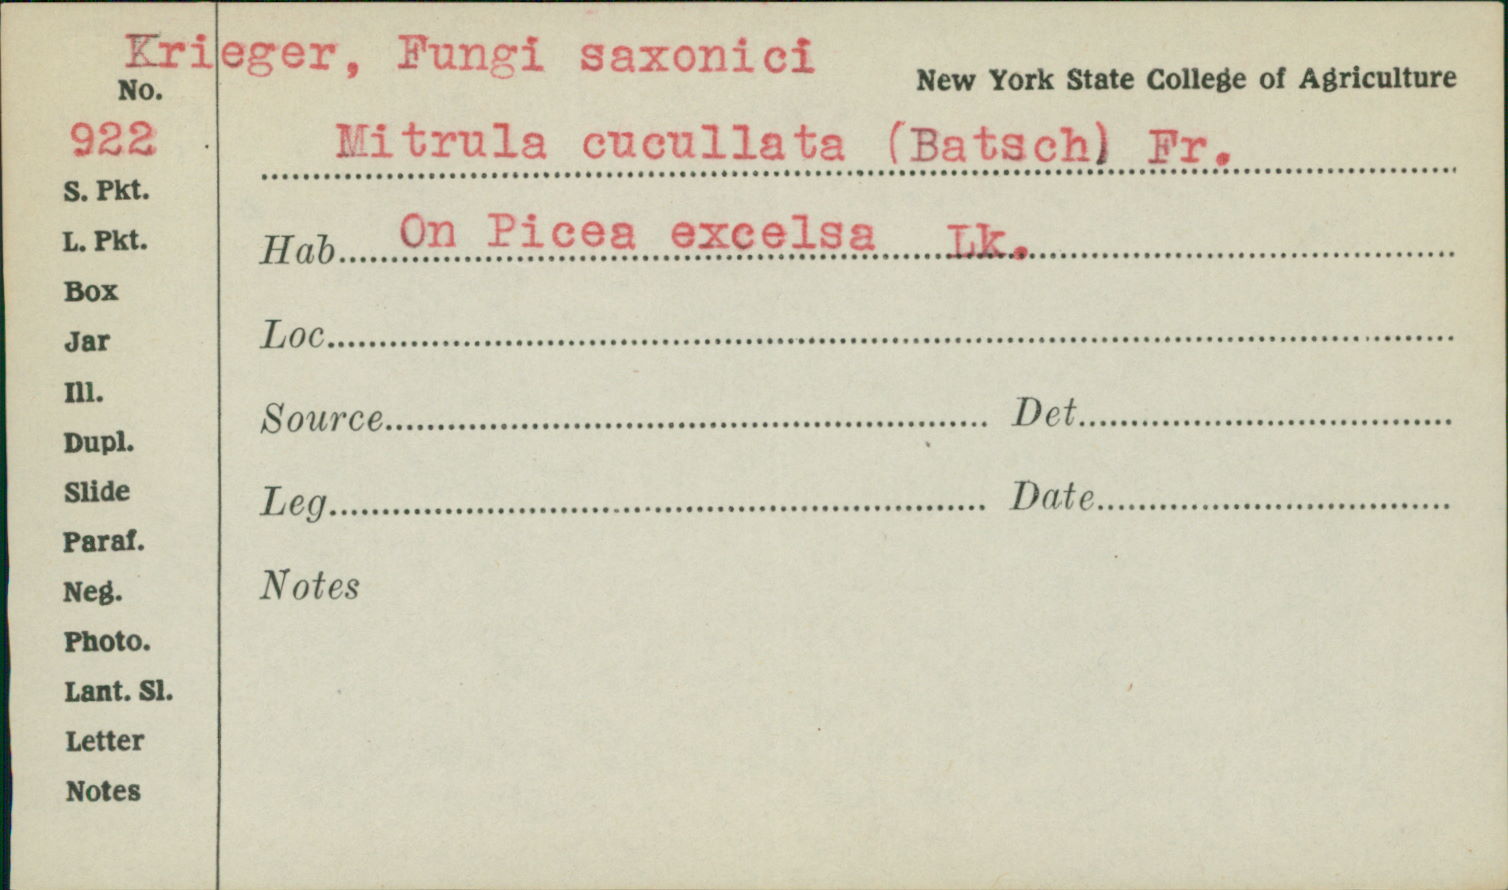 Krieger, Fungi saxonici
New York State College of Agriculture
No.
922
Mitrula cucullata (Batsch) Fr.
S. Pkt.
L. Pkt.
Hab. On Picea excelsa Lk.
Box
Jar
Loc.
Ill.
Source
Det.
Dupl.
Slide
Leg.
Date
Paraf.
Neg.
Notes
Photo.
Lant. Sl.
Letter
Notes